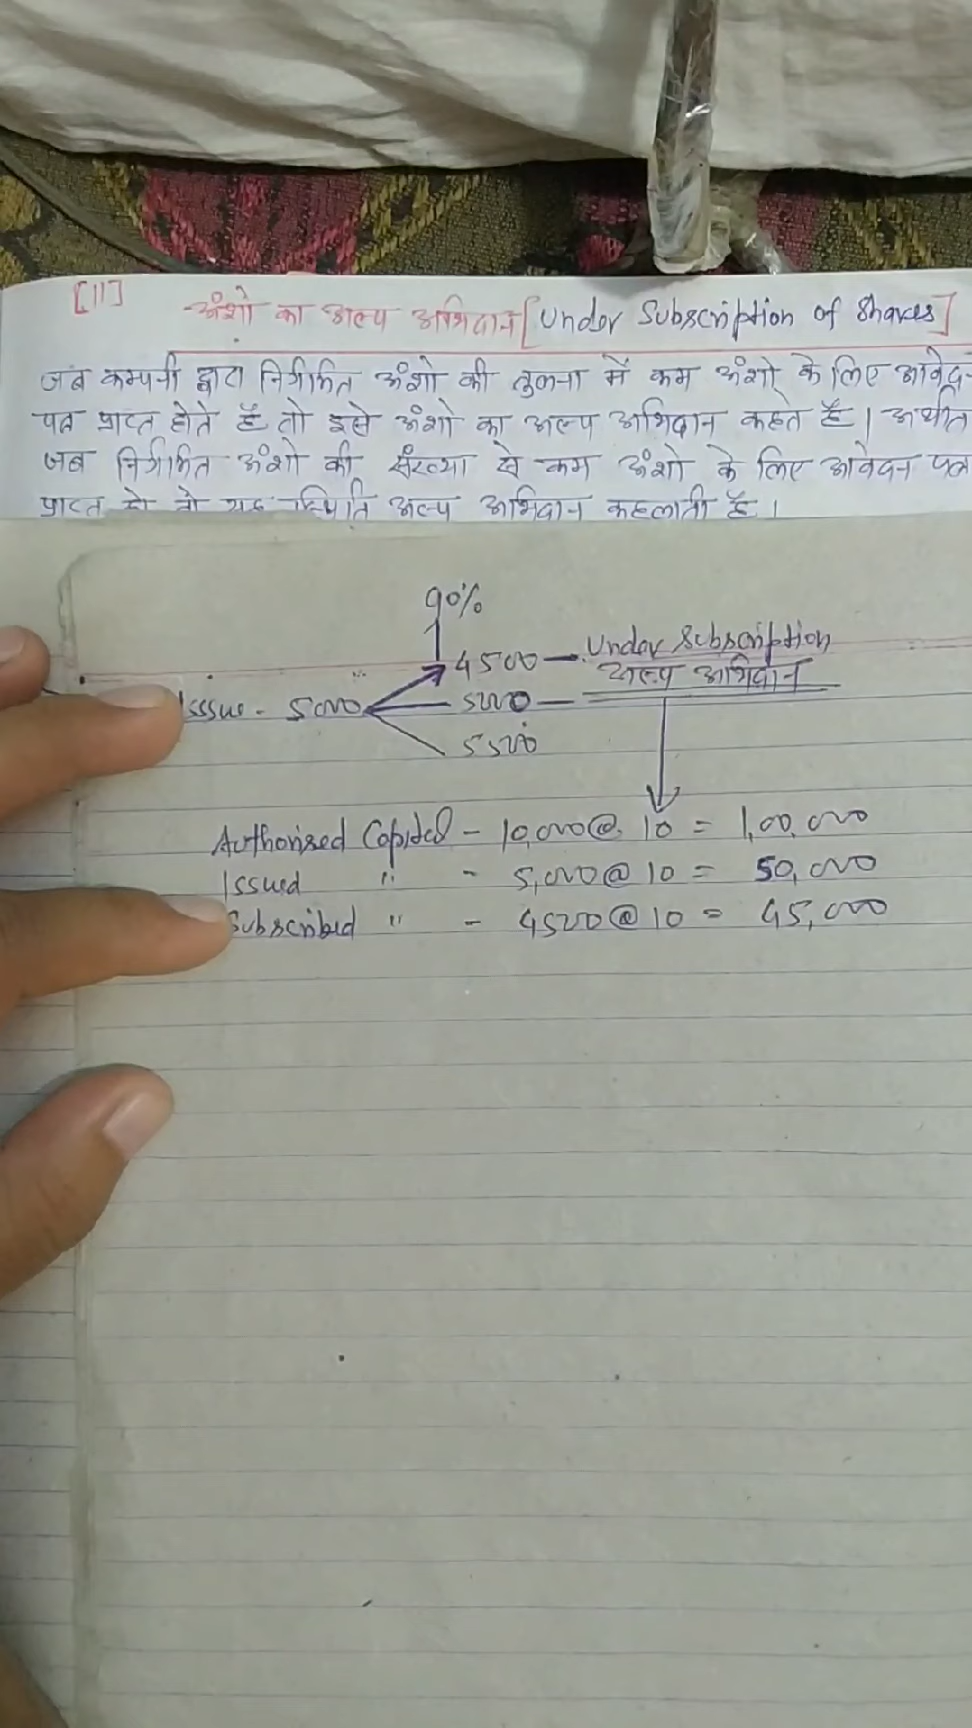 [11] अंशो का अल्प अभिदान [Under Subscription of Shares]
जब कम्पनी द्वारा निर्गमित अंशो की तुलना में कम अंशो के लिए आवेदन
पत्र प्राप्त होते है तो इसे अंशो का अल्प अभिदान कहते है। अर्थात
जब निर्गमित अंशो की संख्या से कम अंशो के लिए आवेदन पत्र
प्राप्त हो तो यह स्थिति अल्प अभिदान कहलाती है।
90%
4500 — Under Subscription
अल्प अभिदान
Issue - 5000 5000 —
5500
Authorised Capital - 10,000@ 10 = 1,00,000
Issued " - 5,000@10 = 50,000
Subscribed " - 4500@10 = 45,000